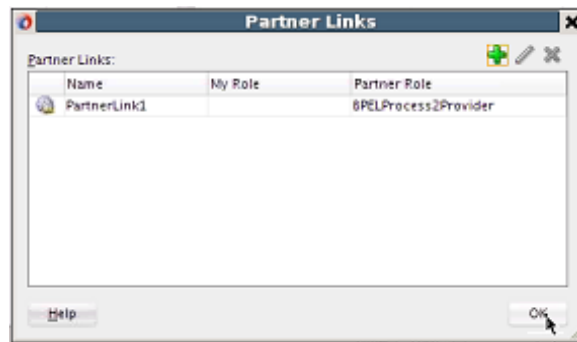 Partner Links
Partner Links:
Name My Role Partner Role
PartnerLink1 BPELProcess2Provider
Help OK